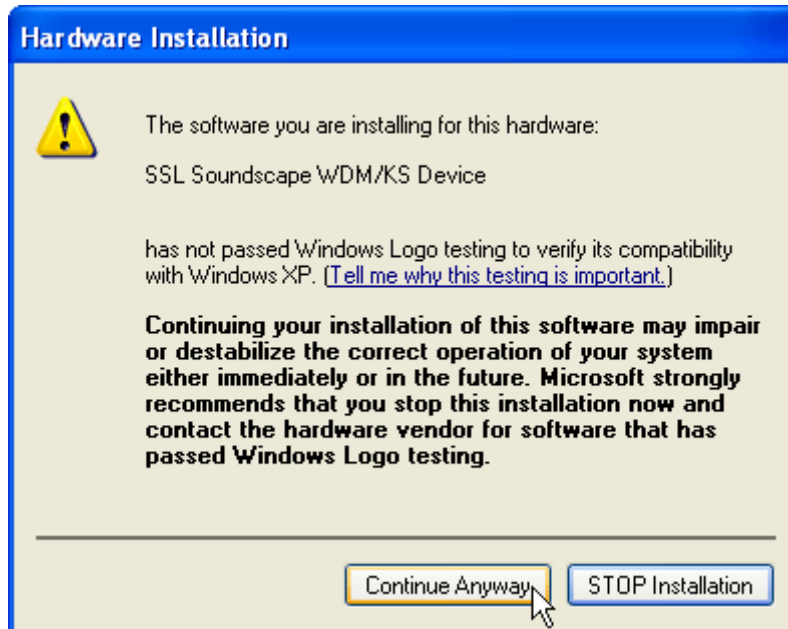 Hardware Installation
The software you are installing for this hardware:
SSL Soundscape WDM/KS Device
has not passed Windows Logo testing to verify its compatibility
with Windows XP. (Tell me why this testing is important.)
Continuing your installation of this software may impair
or destabilize the correct operation of your system
either immediately or in the future. Microsoft strongly
recommends that you stop this installation now and
contact the hardware vendor for software that has
passed Windows Logo testing.
Continue Anyway
STOP Installation